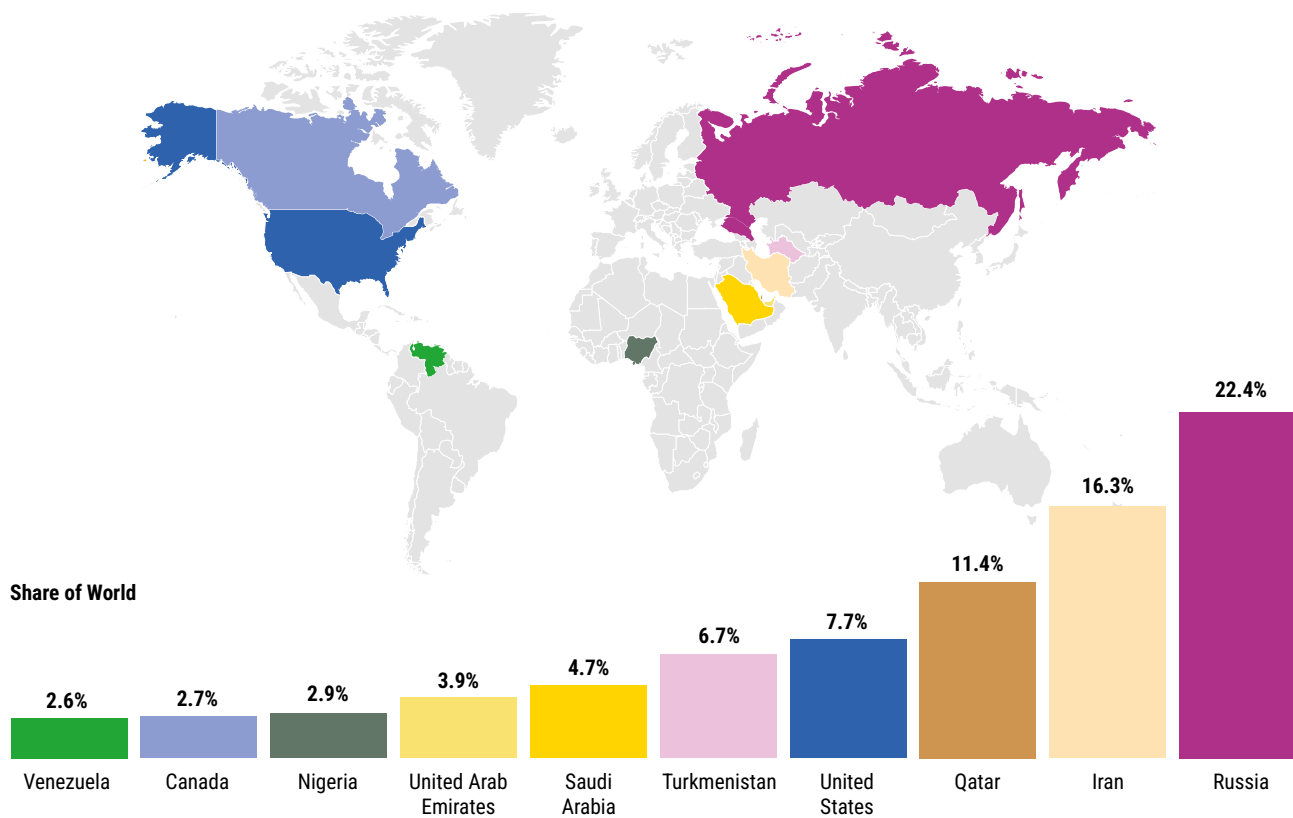 22.4%
16.3%
11.4%
Share of World
7.7%
6.7%
4.7%
3.9%
2.9%
2.7%
2.6%
Venezuela
Canada
Nigeria
United Arab
Emirates
Saudi
Arabia
Turkmenistan
United
States
Qatar
Iran
Russia